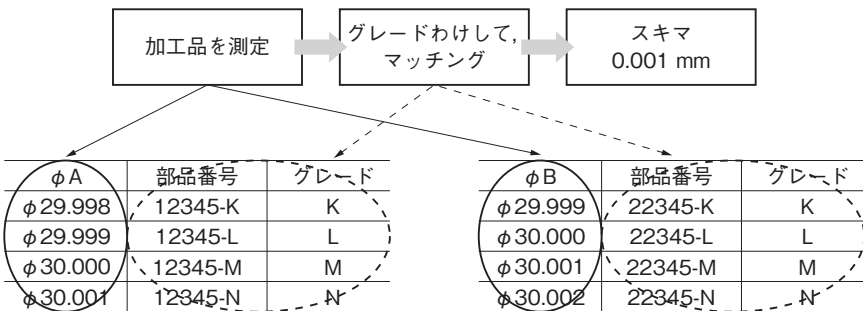 加工品を測定
グレードわけして,
マッチング
スキマ
0.001 mm
φA 部品番号 グレード
φ29.998 12345-K K
φ29.999 12345-L L
φ30.000 12345-M M
φ30.001 12345-N N
φB 部品番号 グレード
φ29.999 22345-K K
φ30.000 22345-L L
φ30.001 22345-M M
φ30.002 22345-N N